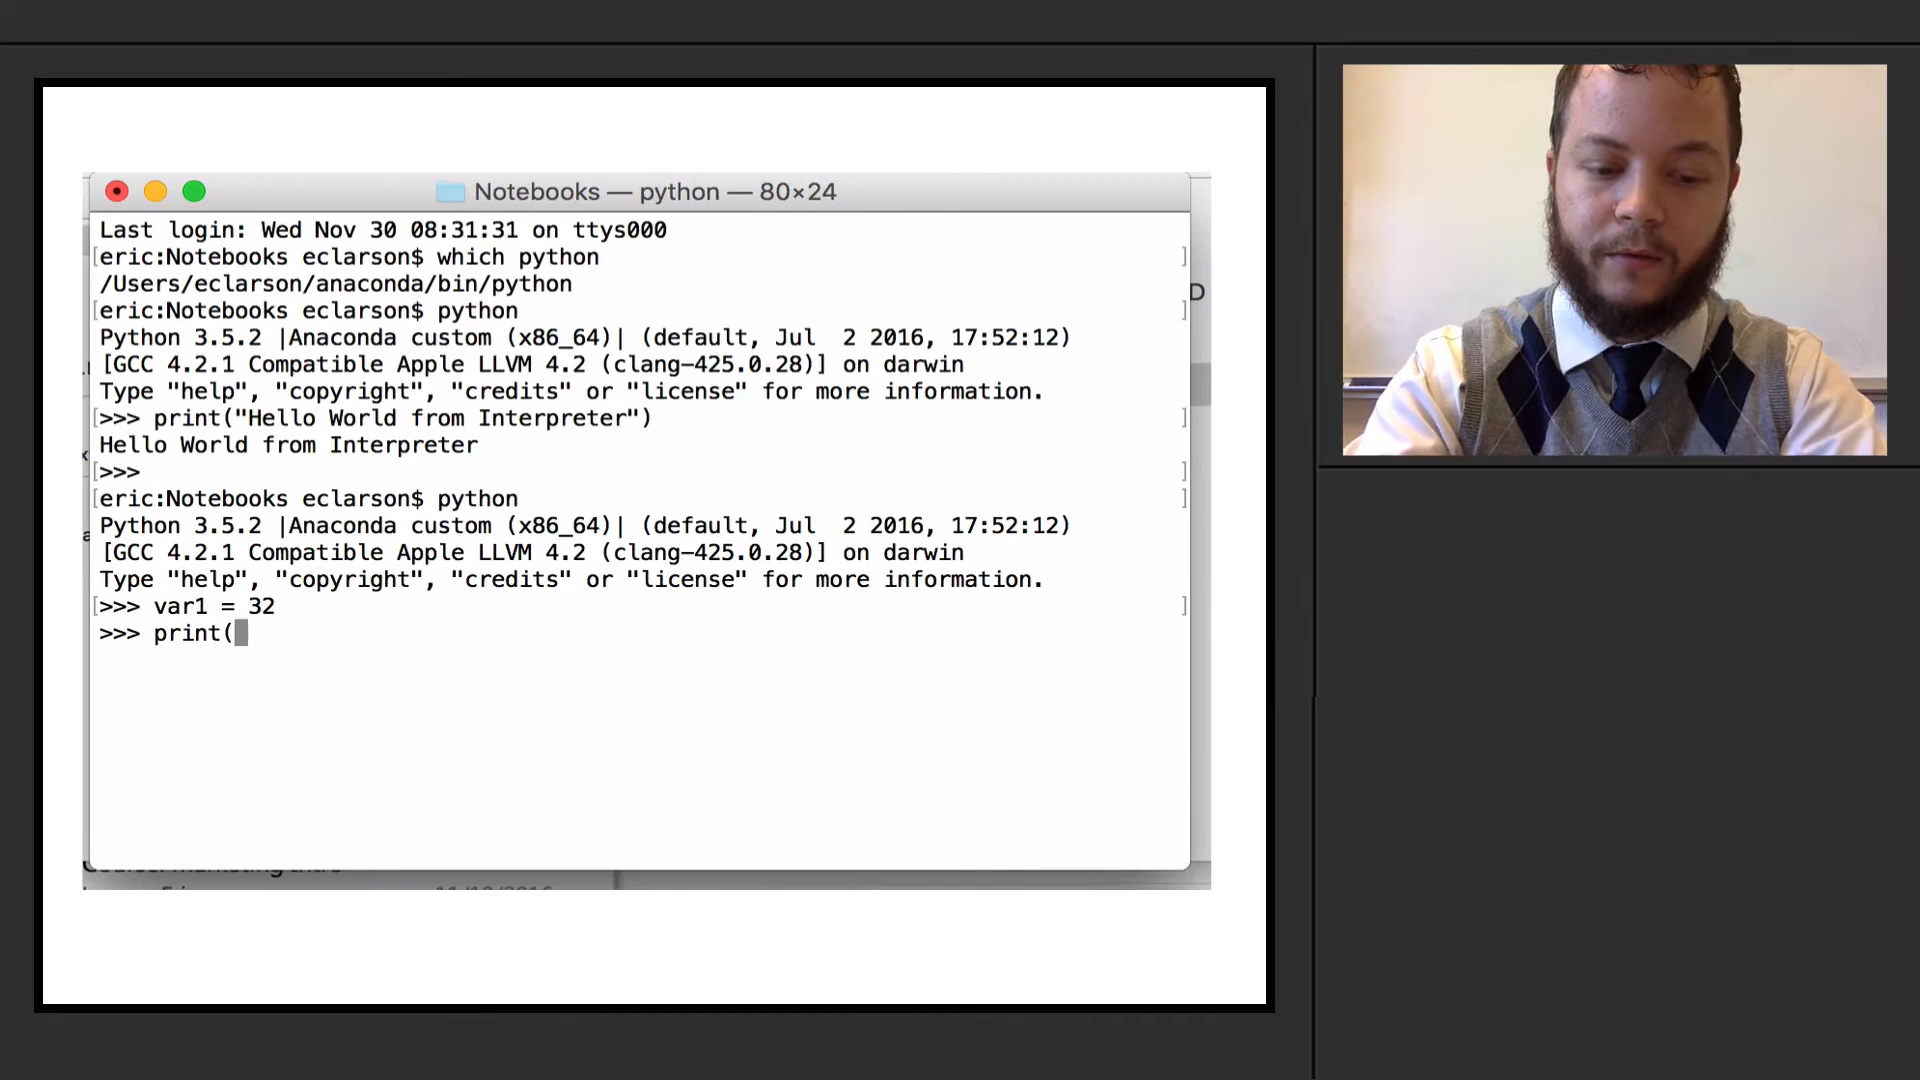 Notebooks — python — 80×24
Last login: Wed Nov 30 08:31:31 on ttys000
[eric:Notebooks eclarson$ which python ]
/Users/eclarson/anaconda/bin/python
[eric:Notebooks eclarson$ python ]
Python 3.5.2 |Anaconda custom (x86_64)| (default, Jul  2 2016, 17:52:12)
[GCC 4.2.1 Compatible Apple LLVM 4.2 (clang-425.0.28)] on darwin
Type "help", "copyright", "credits" or "license" for more information.
[>>> print("Hello World from Interpreter") ]
Hello World from Interpreter
[>>> ]
[eric:Notebooks eclarson$ python ]
Python 3.5.2 |Anaconda custom (x86_64)| (default, Jul  2 2016, 17:52:12)
[GCC 4.2.1 Compatible Apple LLVM 4.2 (clang-425.0.28)] on darwin
Type "help", "copyright", "credits" or "license" for more information.
[>>> var1 = 32 ]
>>> print(